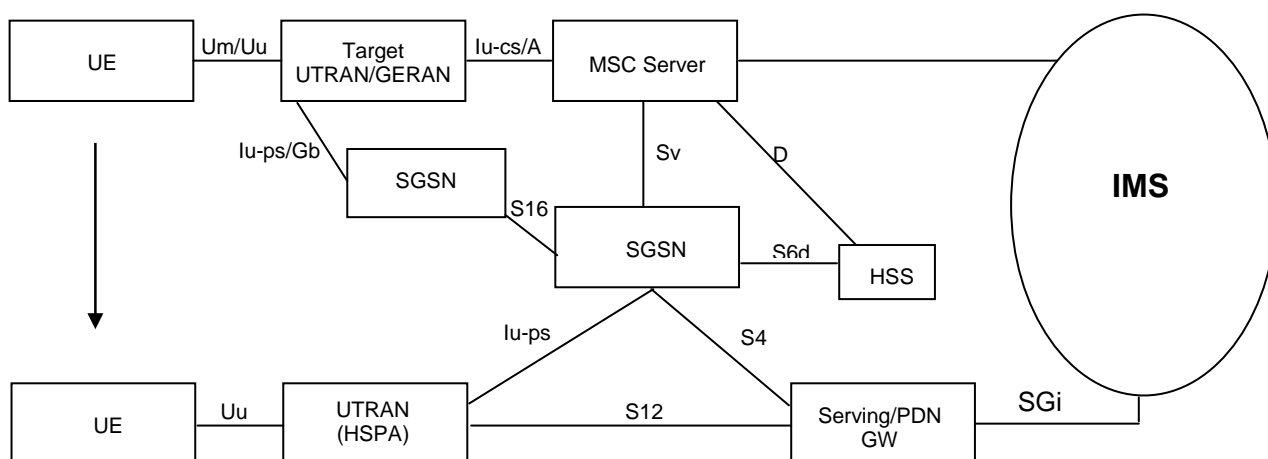 UE
Um/Uu
Target
UTRAN/GERAN
Iu-cs/A
MSC Server
Iu-ps/Gb
SGSN
S16
Sv
D
IMS
SGSN
S6d
HSS
Iu-ps
S4
UE
Uu
UTRAN
(HSPA)
S12
Serving/PDN
GW
SGi